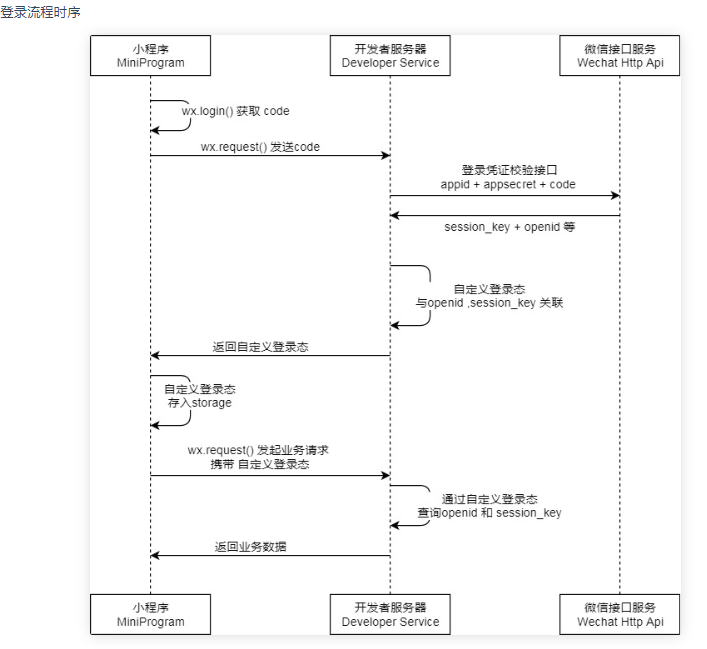 登录流程时序
小程序
MiniProgram
开发者服务器
Developer Service
微信接口服务
Wechat Http Api
wx.login() 获取 code
wx.request() 发送code
登录凭证校验接口
appid + appsecret + code
session_key + openid 等
自定义登录态
与openid ,session_key 关联
返回自定义登录态
自定义登录态
存入storage
wx.request() 发起业务请求
携带 自定义登录态
通过自定义登录态
查询openid 和 session_key
返回业务数据
小程序
MiniProgram
开发者服务器
Developer Service
微信接口服务
Wechat Http Api